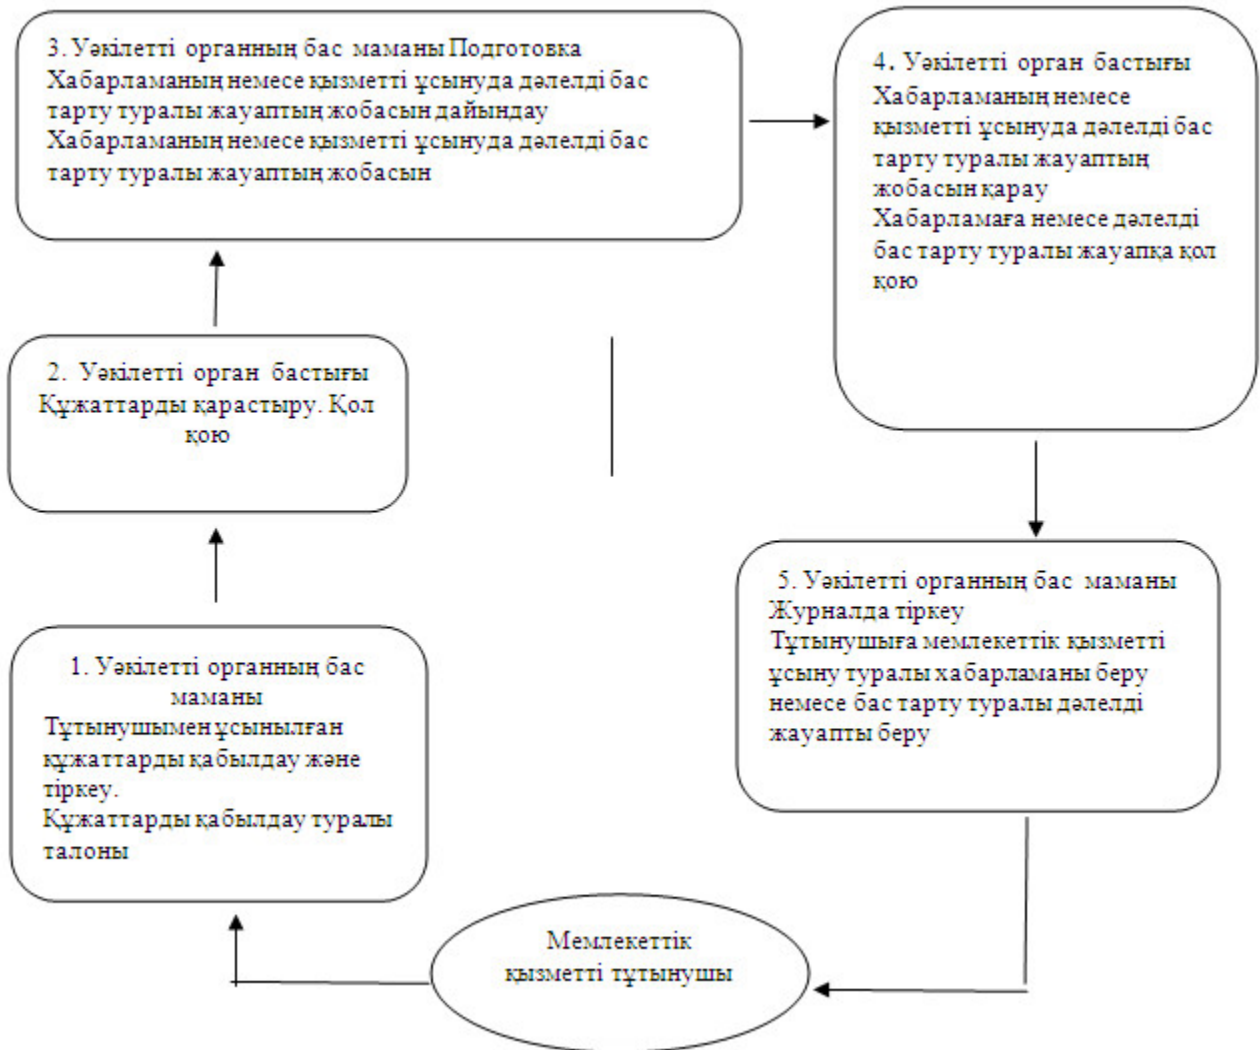 3. Уәкілетті органның бас маманы Подготовка
Хабарламаның немесе қызметті ұсынуда дәлелді бас
тарту туралы жауаптың жобасын дайындау
Хабарламаның немесе қызметті ұсынуда дәлелді бас
тарту туралы жауаптың жобасын
4. Уәкілетті орган бастығы
Хабарламаның немесе
қызметті ұсынуда дәлелді бас
тарту туралы жауаптың
жобасын қарау
Хабарламаға немесе дәлелді
бас тарту туралы жауапқа қол
қою
2. Уәкілетті орган бастығы
Құжаттарды қарастыру. Қол
қою
5. Уәкілетті органның бас маманы
Журналда тіркеу
Тұтынушыға мемлекеттік қызметті
ұсыну туралы хабарламаны беру
немесе бас тарту туралы дәлелді
жауапты беру
1. Уәкілетті органның бас
маманы
Тұтынушымен ұсынылған
құжаттарды қабылдау және
тіркеу.
Құжаттарды қабылдау туралы
талоны
Мемлекеттік
қызметті тұтынушы